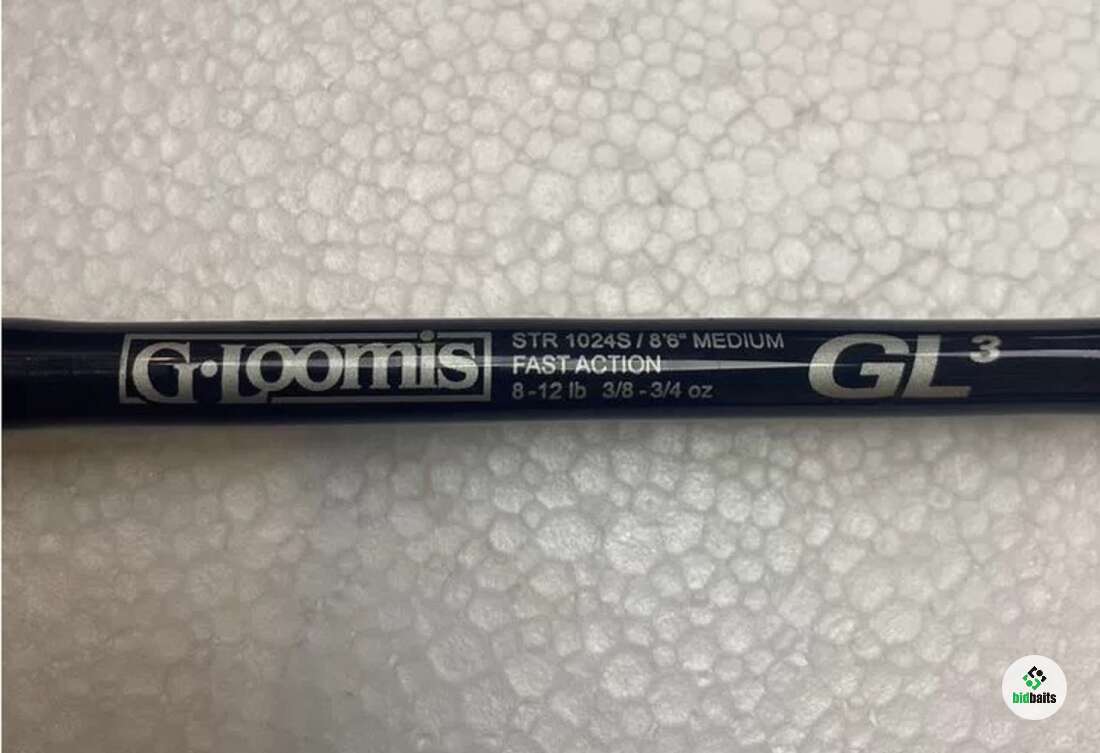 G·Loomis
STR 1024S / 8'6" MEDIUM
FAST ACTION
8-12 lb 3/8 - 3/4 oz
GL3
bidbaits